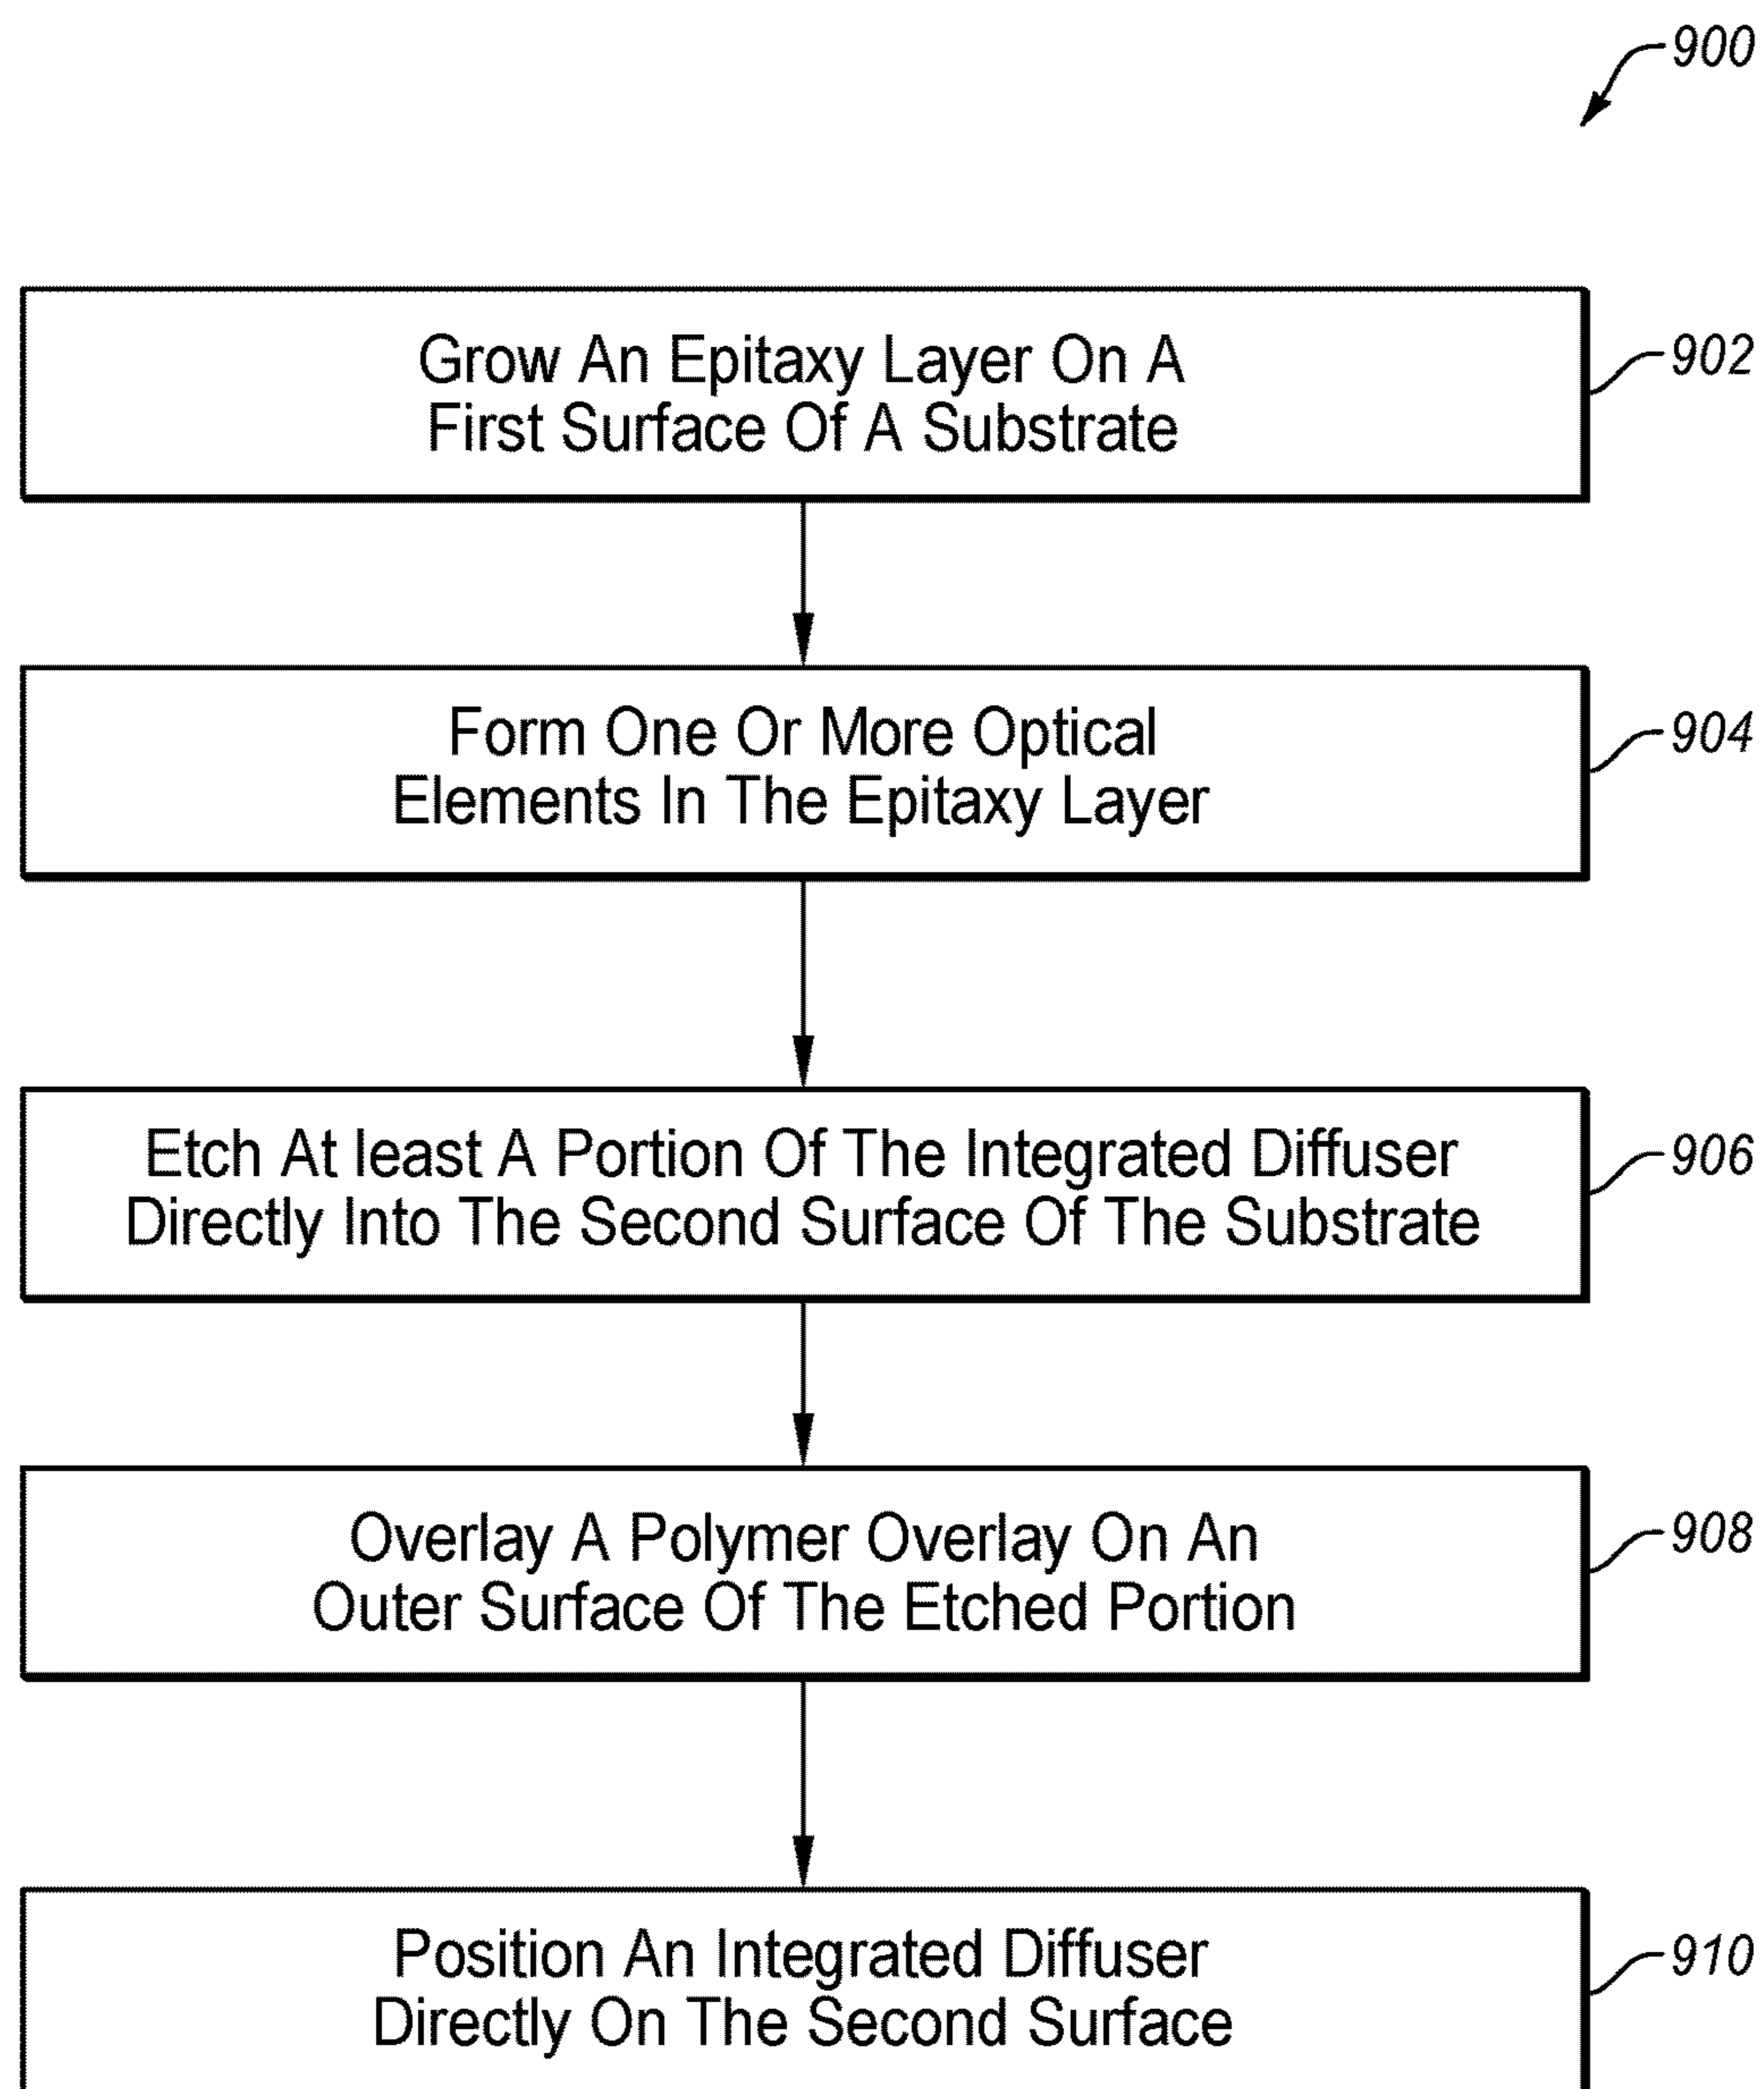 900
Grow An Epitaxy Layer On A
First Surface Of A Substrate
902
Form One Or More Optical
Elements In The Epitaxy Layer
904
Etch At least A Portion Of The Integrated Diffuser
Directly Into The Second Surface Of The Substrate
906
Overlay A Polymer Overlay On An
Outer Surface Of The Etched Portion
908
Position An Integrated Diffuser
Directly On The Second Surface
910